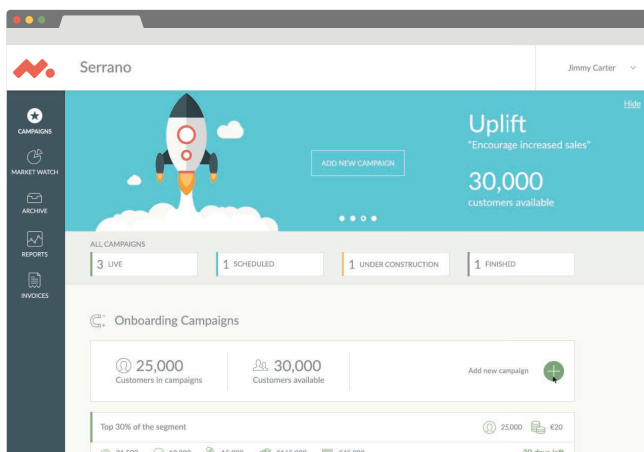 Serrano
Jimmy Carter
Hide
CAMPAIGNS
MARKET WATCH
ARCHIVE
REPORTS
INVOICES
Uplift
"Encourage increased sales"
ADD NEW CAMPAIGN
30,000
customers available
ALL CAMPAIGNS
3 LIVE
1 SCHEDULED
1 UNDER CONSTRUCTION
1 FINISHED
Onboarding Campaigns
25,000
Customers in campaigns
30,000
Customers available
Add new campaign
Top 30% of the segment
25,000
€20